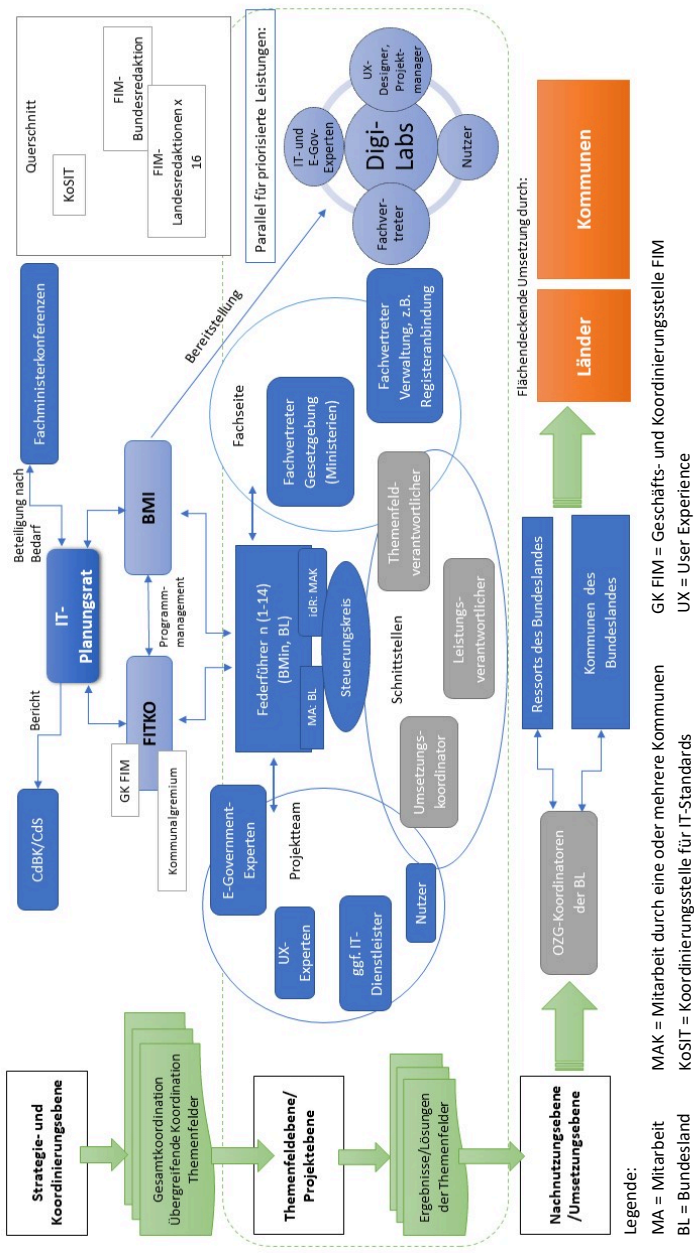 Strategie- und
Koordinierungsebene
Gesamtkoordination
Übergreifende Koordination
Themenfelder
Themenfeldebene/
Projektebene
Ergebnisse/Lösungen
der Themenfelder
Nachnutzungsebene
/Umsetzungsebene
CdBK/CdS
Bericht
IT-
Planungsrat
Beteiligung nach
Bedarf
Fachministerkonferenzen
GK FIM
FITKO
Kommunalgremium
Programm-
management
BMI
Bereitstellung
Querschnitt
KoSIT
FIM-
Bundesredaktion
FIM-
Landesredaktionen x
16
E-Government-
Experten
Projektteam
UX-
Experten
ggf. IT-
Dienstleister
Nutzer
Federführer n (1-14)
(BMin, BL)
MA: BL
idR: MAK
Steuerungskreis
Schnittstellen
Umsetzungs-
koordinator
Leistungs-
verantwortlicher
Themenfeld-
verantwortlicher
Fachseite
Fachvertreter
Gesetzgebung
(Ministerien)
Fachvertreter
Verwaltung, z.B.
Registeranbindung
Parallel für priorisierte Leistungen:
IT- und
E-Gov-
Experten
Fachver-
treter
Digi-
Labs
UX-
Designer,
Projekt-
manager
Nutzer
OZG-Koordinatoren
der BL
Ressorts des Bundeslandes
Kommunen des
Bundeslandes
Flächendeckende Umsetzung durch:
Länder
Kommunen
Legende:
MA = Mitarbeit
BL = Bundesland
MAK = Mitarbeit durch eine oder mehrere Kommunen
KoSIT = Koordinierungsstelle für IT-Standards
GK FIM = Geschäfts- und Koordinierungsstelle FIM
UX = User Experience